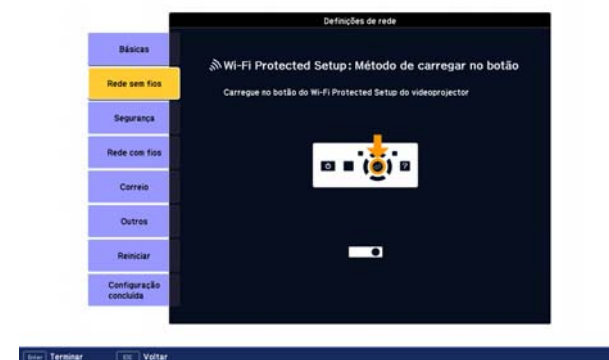 Definições de rede
Básicas
Rede sem fios
Segurança
Rede com fios
Correio
Outros
Reiniciar
Configuração
concluída
Wi-Fi Protected Setup: Método de carregar no botão
Carregue no botão do Wi-Fi Protected Setup do videoprojector
?
Enter Terminar
ESC Voltar